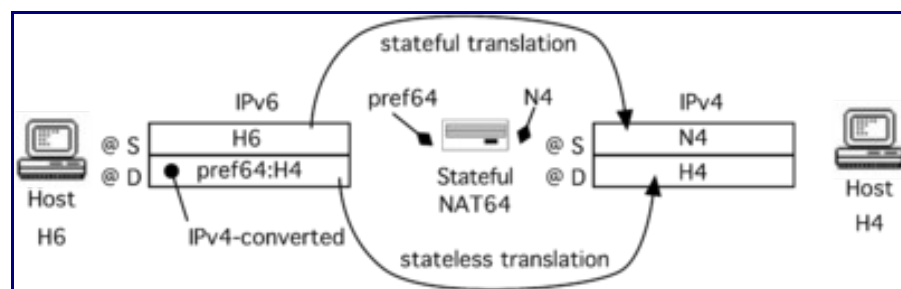 stateful translation
IPv6
pref64
N4
IPv4
@ S
H6
@ S
N4
@ D
pref64:H4
Stateful
NAT64
@ D
H4
Host
H6
IPv4-converted
Host
H4
stateless translation